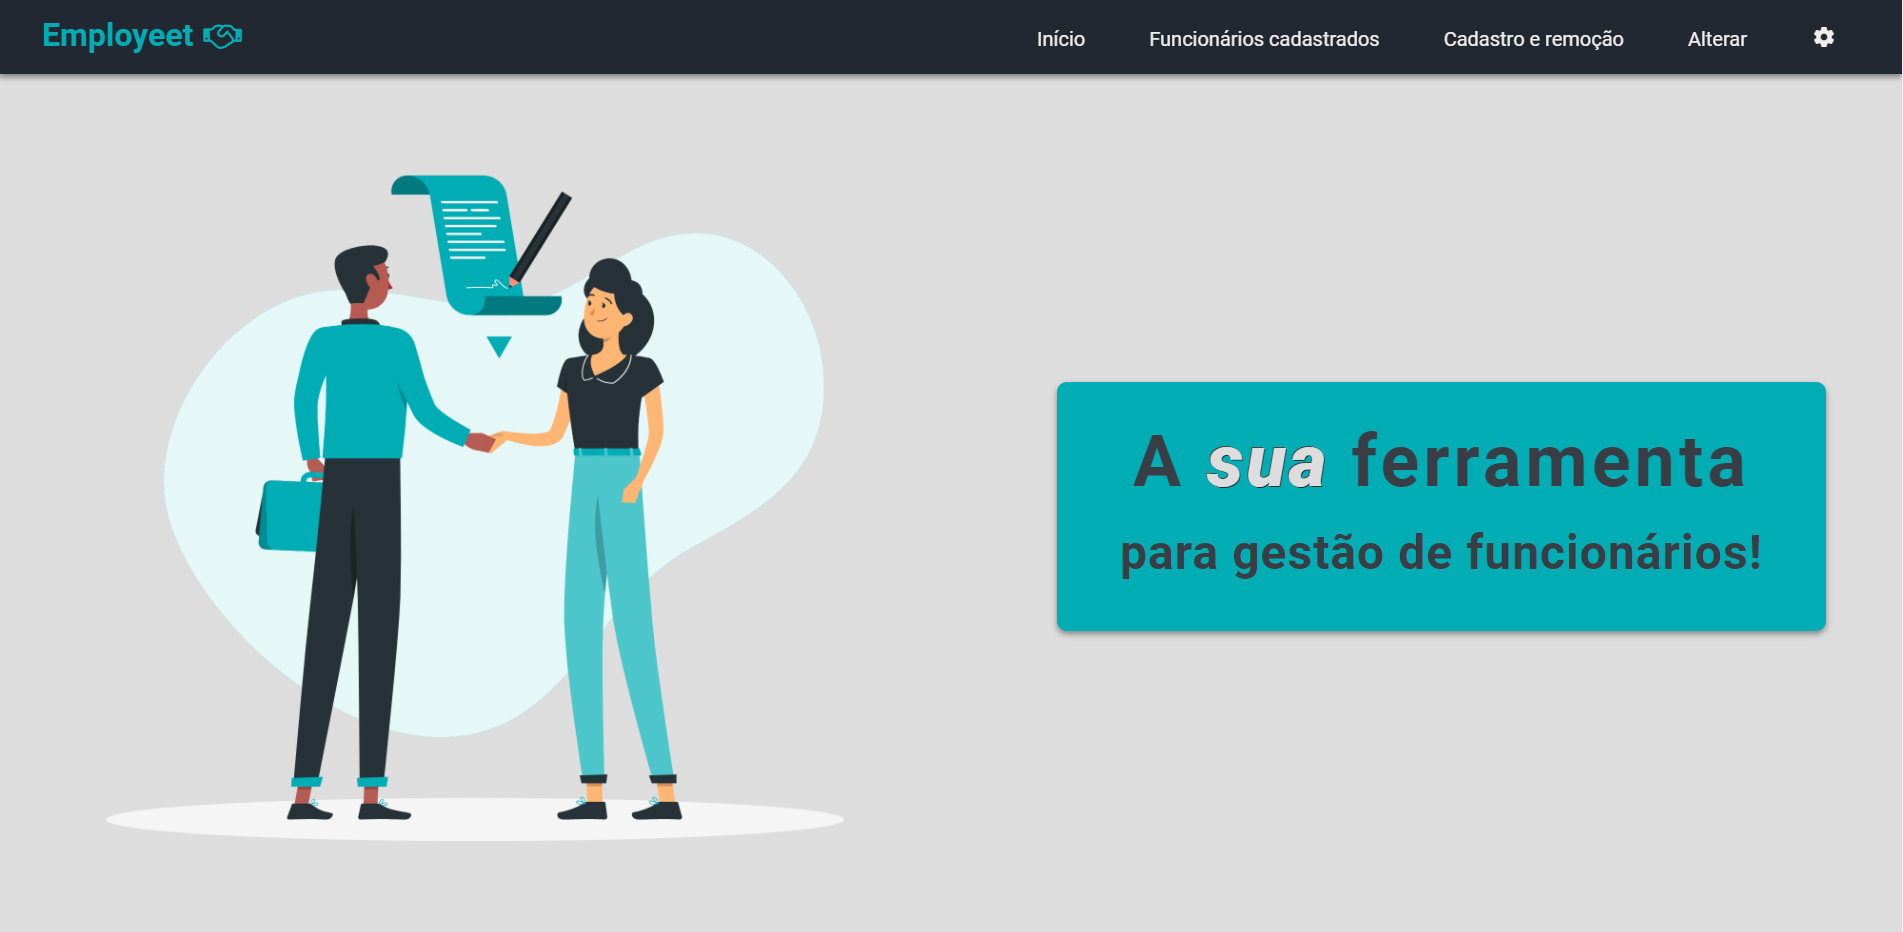 Employeet
Início
Funcionários cadastrados
Cadastro e remoção
Alterar
A sua ferramenta
para gestão de funcionários!